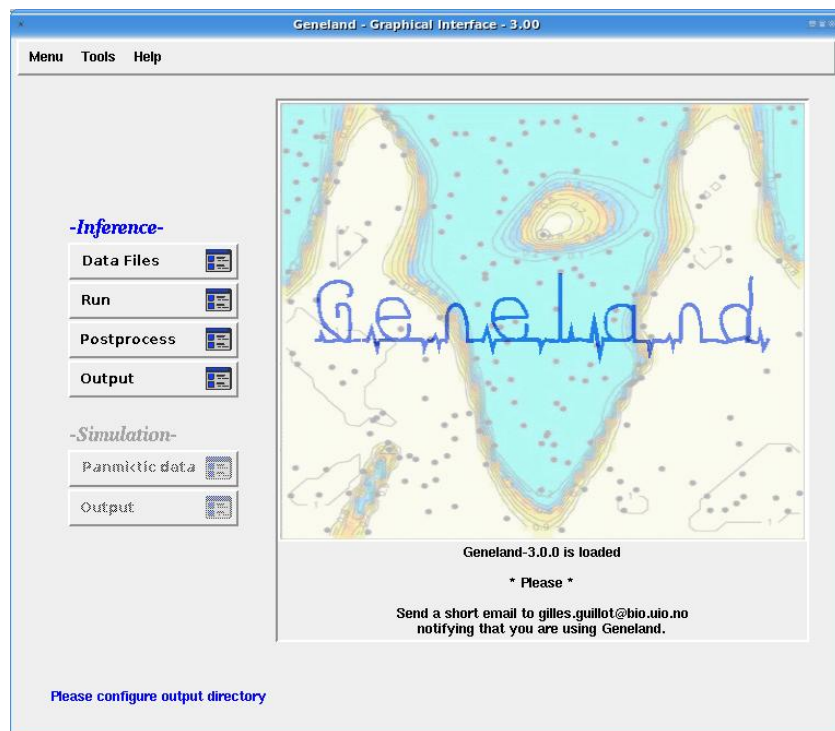 Geneland - Graphical Interface - 3.00
Menu Tools Help
Geneland
-Inference-
Data Files
Run
Postprocess
Output
-Simulation-
Panmictic data
Output
Geneland-3.0.0 is loaded
* Please *
Send a short email to gilles.guillot@bio.uio.no
notifying that you are using Geneland.
Please configure output directory